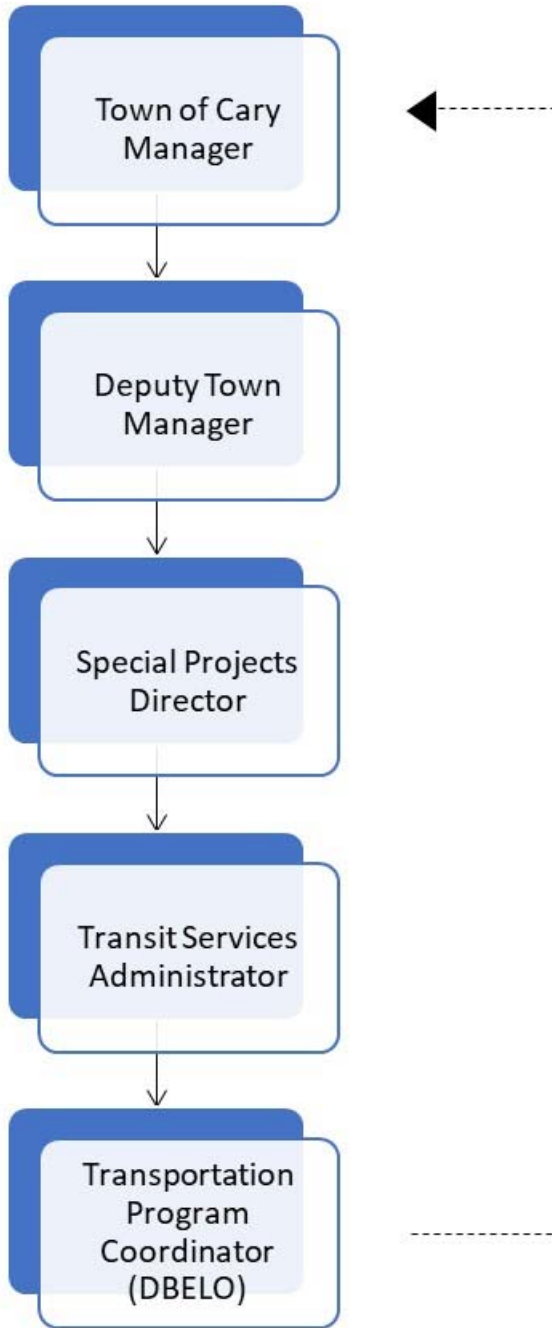 Town of Cary
Manager
Deputy Town
Manager
Special Projects
Director
Transit Services
Administrator
Transportation
Program
Coordinator
(DBELO)